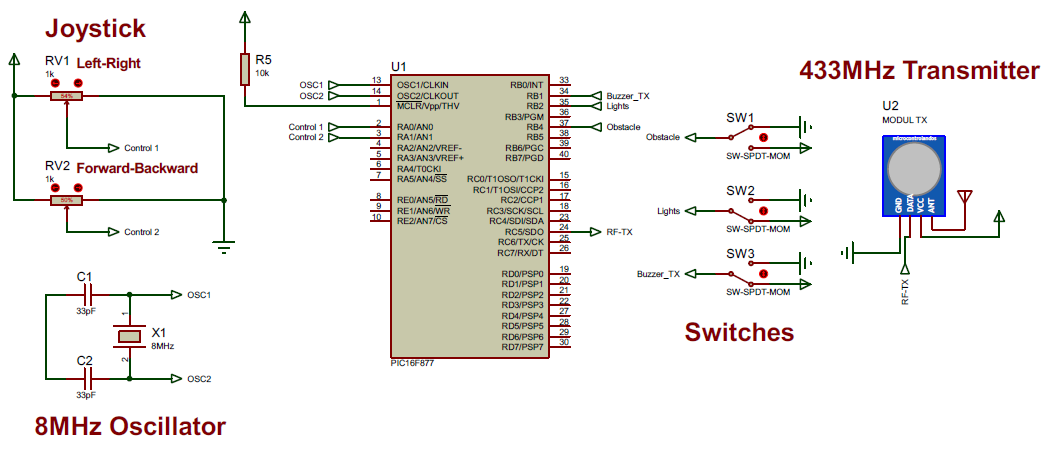 Joystick
RV1
Left-Right
1k
54%
Control 1
RV2
Forward-Backward
1k
50%
Control 2
C1
33pF
OSC1
1
X1
8MHz
2
C2
33pF
OSC2
8MHz Oscillator
R5
10k
U1
OSC1 13 OSC1/CLKIN
OSC2 14 OSC2/CLKOUT
1 MCLR/Vpp/THV
Control 1 2 RA0/AN0
Control 2 3 RA1/AN1
4 RA2/AN2/VREF-
5 RA3/AN3/VREF+
6 RA4/T0CKI
7 RA5/AN4/SS
8 RE0/AN5/RD
9 RE1/AN6/WR
10 RE2/AN7/CS
RB0/INT 33
RB1 34 Buzzer_TX
RB2 35 Lights
RB3/PGM 36
RB4 37 Obstacle
RB5 38
RB6/PGC 39
RB7/PGD 40
RC0/T1OSO/T1CKI 15
RC1/T1OSI/CCP2 16
RC2/CCP1 17
RC3/SCK/SCL 18
RC4/SDI/SDA 23
RC5/SDO 24 RF-TX
RC6/TX/CK 25
RC7/RX/DT 26
RD0/PSP0 19
RD1/PSP1 20
RD2/PSP2 21
RD3/PSP3 22
RD4/PSP4 27
RD5/PSP5 28
RD6/PSP6 29
RD7/PSP7 30
PIC16F877
SW1
Obstacle
SW-SPDT-MOM
SW2
Lights
SW-SPDT-MOM
SW3
Buzzer_TX
SW-SPDT-MOM
Switches
433MHz Transmitter
U2
MODUL TX
GND
DATA
VCC
ANT
RF-TX